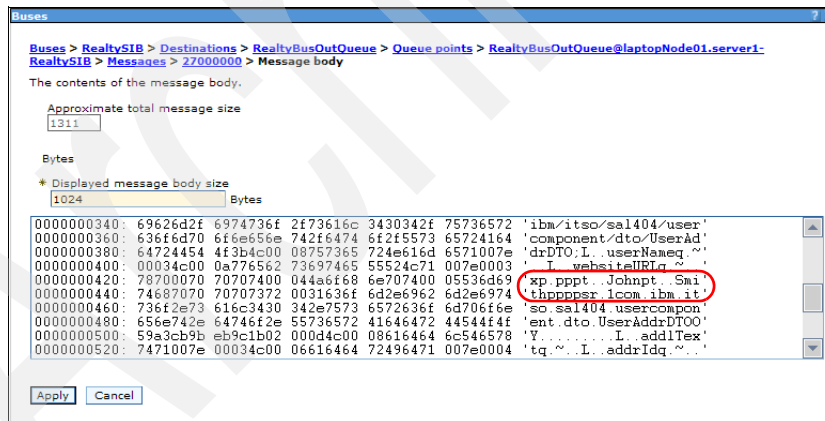 Buses ?
Buses > RealtySIB > Destinations > RealtyBusOutQueue > Queue points > RealtyBusOutQueue@laptopNode01.server1-
RealtySIB > Messages > 27000000 > Message body
The contents of the message body.
Approximate total message size
1311
Bytes
* Displayed message body size
1024 Bytes
0000000340: 69626d2f 6974736f 2f73616c 3430342f 75736572 'ibm/itso/sal404/user'
0000000360: 636f6d70 6f6e656e 742f6474 6f2f5573 65724164 'component/dto/UserAd'
0000000380: 64724454 4f3b4c00 08757365 724e616d 6571007e 'drDTO;L..userNameq.~'
0000000400: 00034c00 0a776562 73697465 55524c71 007e0003 '..L..websiteURLq.~..'
0000000420: 78700070 70707400 044a6f68 6e707400 05536d69 'xp.pppt..Johnpt..Smi'
0000000440: 74687070 70707372 0031636f 6d2e6962 6d2e6974 'thppppsr.1com.ibm.it'
0000000460: 736f2e73 616c3430 342e7573 6572636f 6d706f6e 'so.sal404.usercompon'
0000000480: 656e742e 64746f2e 55736572 41646472 44544f4f 'ent.dto.UserAddrDTOO'
0000000500: 59a3cb9b eb9c1b02 000d4c00 08616464 6c546578 'Y.........L..addlTex'
0000000520: 7471007e 00034c00 06616464 72496471 007e0004 'tq.~..L..addrIdq.~..'
Apply Cancel